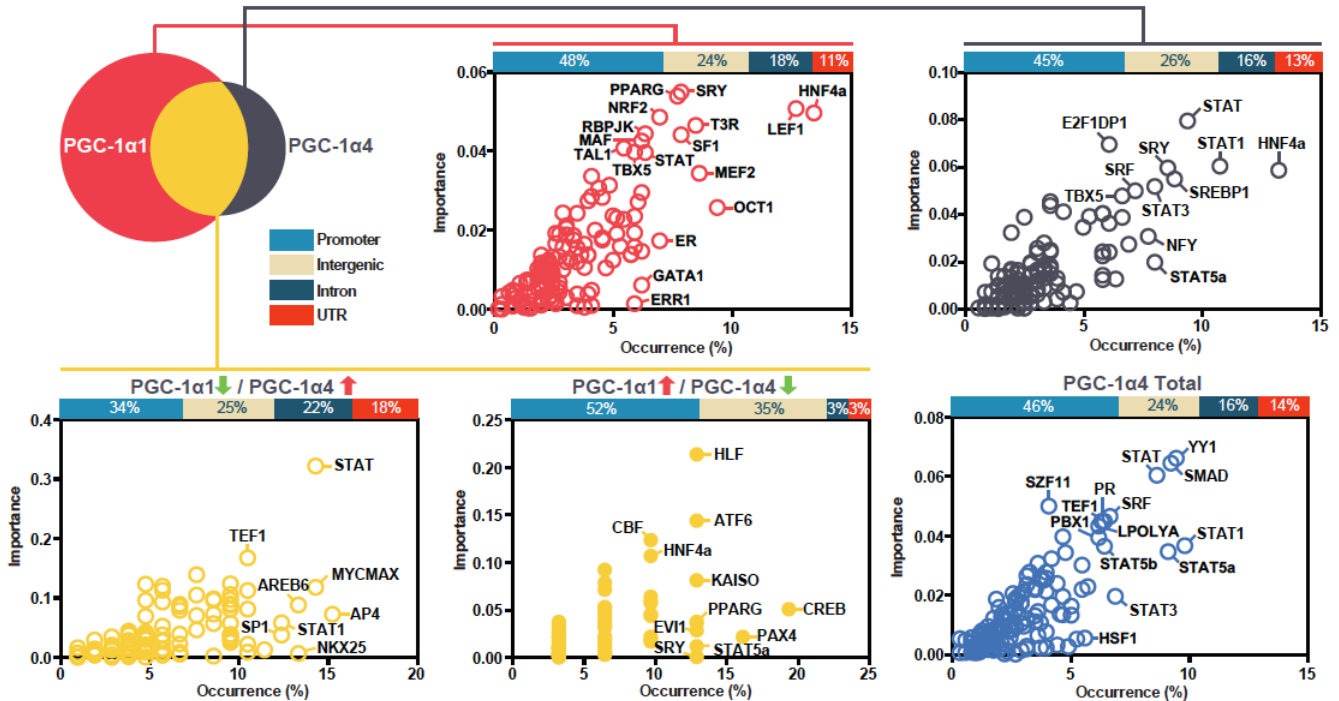 PGC-1α1
PGC-1α4
Promoter
Intergenic
Intron
UTR
48% 24% 18% 11%
0.06
0.04
0.02
0.00
Importance
0 5 10 15
Occurrence (%)
PPARG
SRY
NRF2
HNF4a
LEF1
RBPJK
MAF
TAL1
T3R
SF1
STAT
TBX5
MEF2
OCT1
ER
GATA1
ERR1
45% 26% 16% 13%
0.10
0.08
0.06
0.04
0.02
0.00
Importance
0 5 10 15
Occurrence (%)
STAT
E2F1DP1
SRY
STAT1
HNF4a
SRF
SREBP1
TBX5
STAT3
NFY
STAT5a
PGC-1α1 / PGC-1α4
34% 25% 22% 18%
0.4
0.3
0.2
0.1
0.0
Importance
0 5 10 15 20
Occurrence (%)
STAT
TEF1
AREB6
MYCMAX
AP4
SP1
STAT1
NKX25
PGC-1α1 / PGC-1α4
52% 35% 3% 3%
0.25
0.20
0.15
0.10
0.05
0.00
Importance
0 5 10 15 20 25
Occurrence (%)
HLF
ATF6
CBF
HNF4a
KAISO
PPARG
CREB
EVI1
PAX4
SRY
STAT5a
PGC-1α4 Total
46% 24% 16% 14%
0.08
0.06
0.04
0.02
0.00
Importance
0 5 10 15
Occurrence (%)
YY1
STAT
SMAD
SZF11
PR
TEF1
SRF
PBX1
LPOLYA
STAT1
STAT5b
STAT5a
STAT3
HSF1